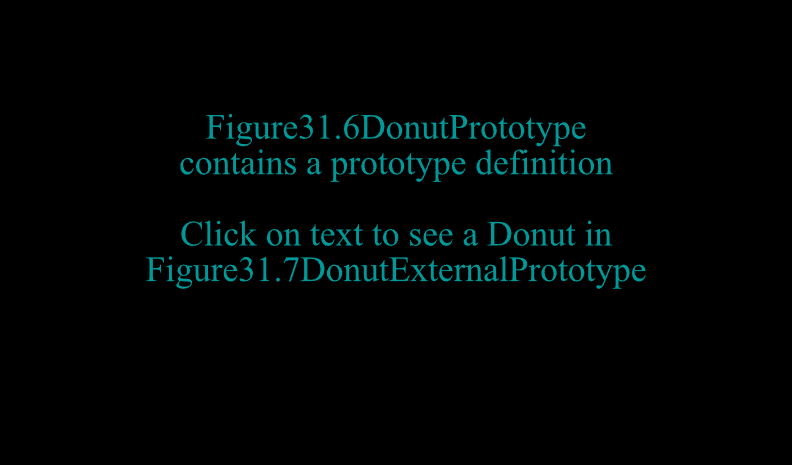 Figure31.6DonutPrototype
contains a prototype definition
Click on text to see a Donut in
Figure31.7DonutExternalPrototype